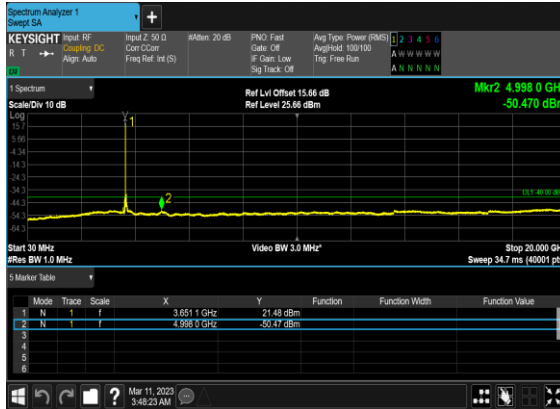 Spectrum Analyzer 1
Swept SA
+
KEYSIGHT Input: RF Input Z: 50 Ω #Atten: 20 dB PNO: Fast Avg Type: Power (RMS) 1 2 3 4 5 6
R T Coupling: DC Corr CCorr Gate: Off Avg|Hold: 100/100 A W W W W W
Align: Auto Freq Ref: Int (S) IF Gain: Low Trig: Free Run
Sig Track: Off A N N N N N
1 Spectrum Ref Lvl Offset 15.66 dB Mkr2 4.998 0 GH
Scale/Div 10 dB Ref Level 25.66 dBm -50.470 dB
Log
15.7
5.66
-4.34
-14.3
-24.3
-34.3
-44.3
-54.3
-64.3
1
2
Start 30 MHz Video BW 3.0 MHz* Stop 20.000 GH
#Res BW 1.0 MHz Sweep 34.7 ms (40001 pt
5 Marker Table
Mode Trace Scale X Y Function Function Width Function Value
1 N 1 f 3.651 1 GHz 21.48 dBm
2 N 1 f 4.998 0 GHz -50.47 dBm
3
4
5
6
? Mar 11, 2023
3:48:23 AM